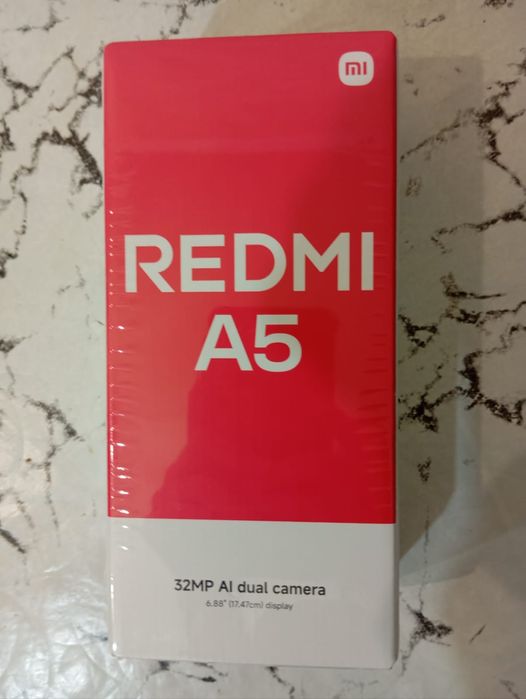 mi
REDMI
A5
32MP AI dual camera
6.88" (17.47cm) display